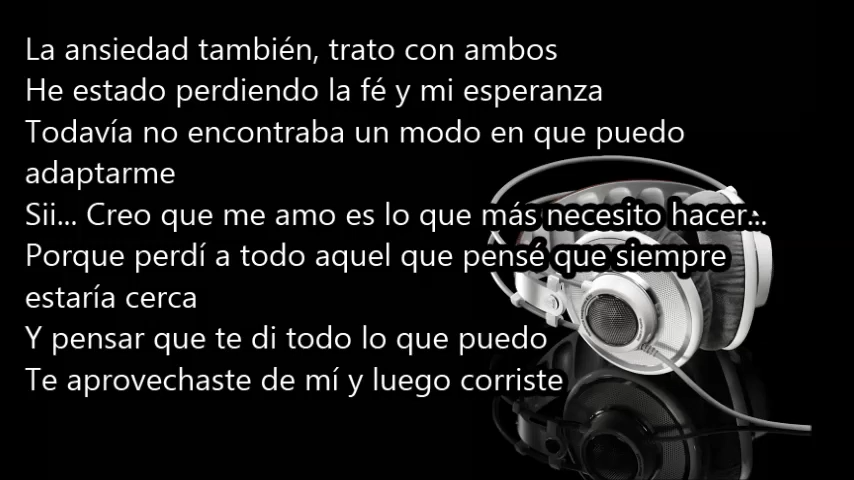 La ansiedad también, trato con ambos
He estado perdiendo la fé y mi esperanza
Todavía no encontraba un modo en que puedo
adaptarme
Sii... Creo que me amo es lo que más necesito hacer...
Porque perdí a todo aquel que pensé que siempre
estaría cerca
Y pensar que te di todo lo que puedo
Te aprovechaste de mí y luego corriste